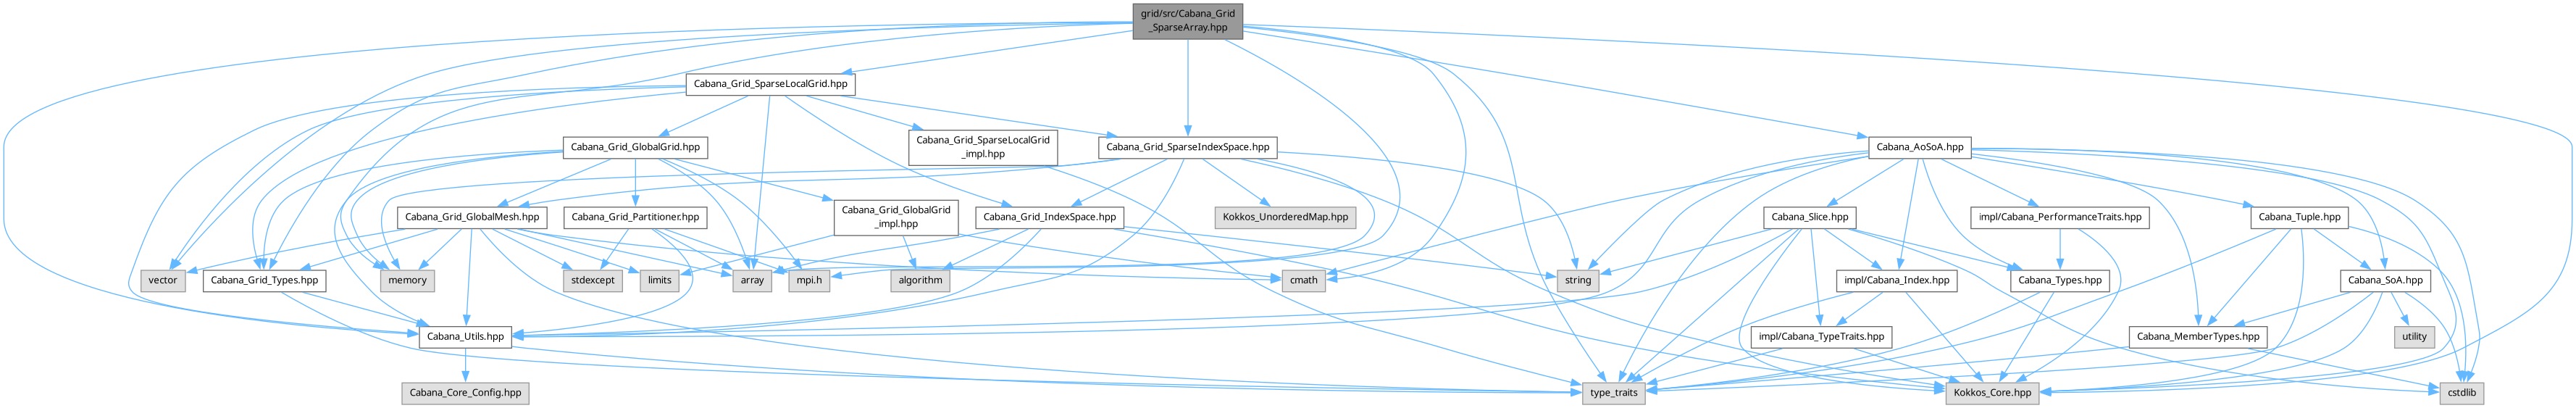 grid/src/Cabana_Grid
_SparseArray.hpp
Cabana_Grid_SparseLocalGrid.hpp
Cabana_Grid_GlobalGrid.hpp
Cabana_Grid_SparseLocalGrid
_impl.hpp
Cabana_Grid_SparseIndexSpace.hpp
Cabana_AoSoA.hpp
Cabana_Grid_GlobalMesh.hpp
Cabana_Grid_Partitioner.hpp
Cabana_Grid_GlobalGrid
_impl.hpp
Cabana_Grid_IndexSpace.hpp
Kokkos_UnorderedMap.hpp
Cabana_Slice.hpp
impl/Cabana_PerformanceTraits.hpp
Cabana_Tuple.hpp
vector
Cabana_Grid_Types.hpp
memory
stdexcept
limits
array
mpi.h
algorithm
cmath
string
impl/Cabana_Index.hpp
Cabana_Types.hpp
Cabana_SoA.hpp
Cabana_Utils.hpp
impl/Cabana_TypeTraits.hpp
Cabana_MemberTypes.hpp
utility
Cabana_Core_Config.hpp
type_traits
Kokkos_Core.hpp
cstdlib